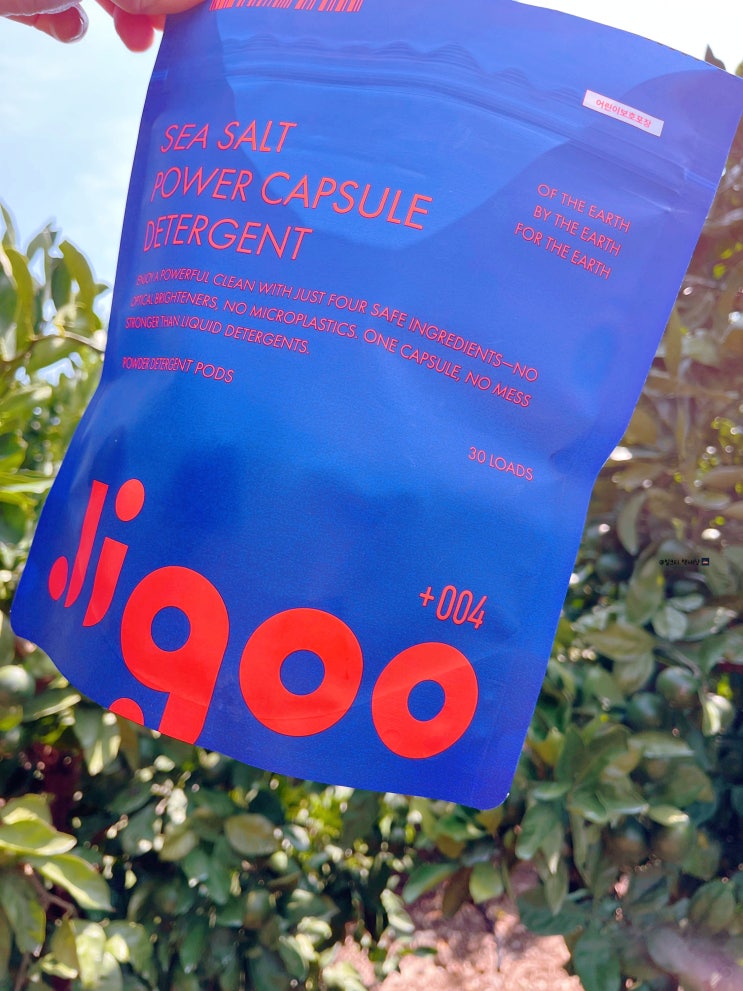 어린이보호포장
SEA SALT
POWER CAPSULE
DETERGENT
OF THE EARTH
BY THE EARTH
FOR THE EARTH
ENJOY A POWERFUL CLEAN WITH JUST FOUR SAFE INGREDIENTS—NO
OPTICAL BRIGHTENERS, NO MICROPLASTICS. ONE CAPSULE, NO MESS
STRONGER THAN LIQUID DETERGENTS.
POWDER DETERGENT PODS
30 LOADS
+004
Jigoo